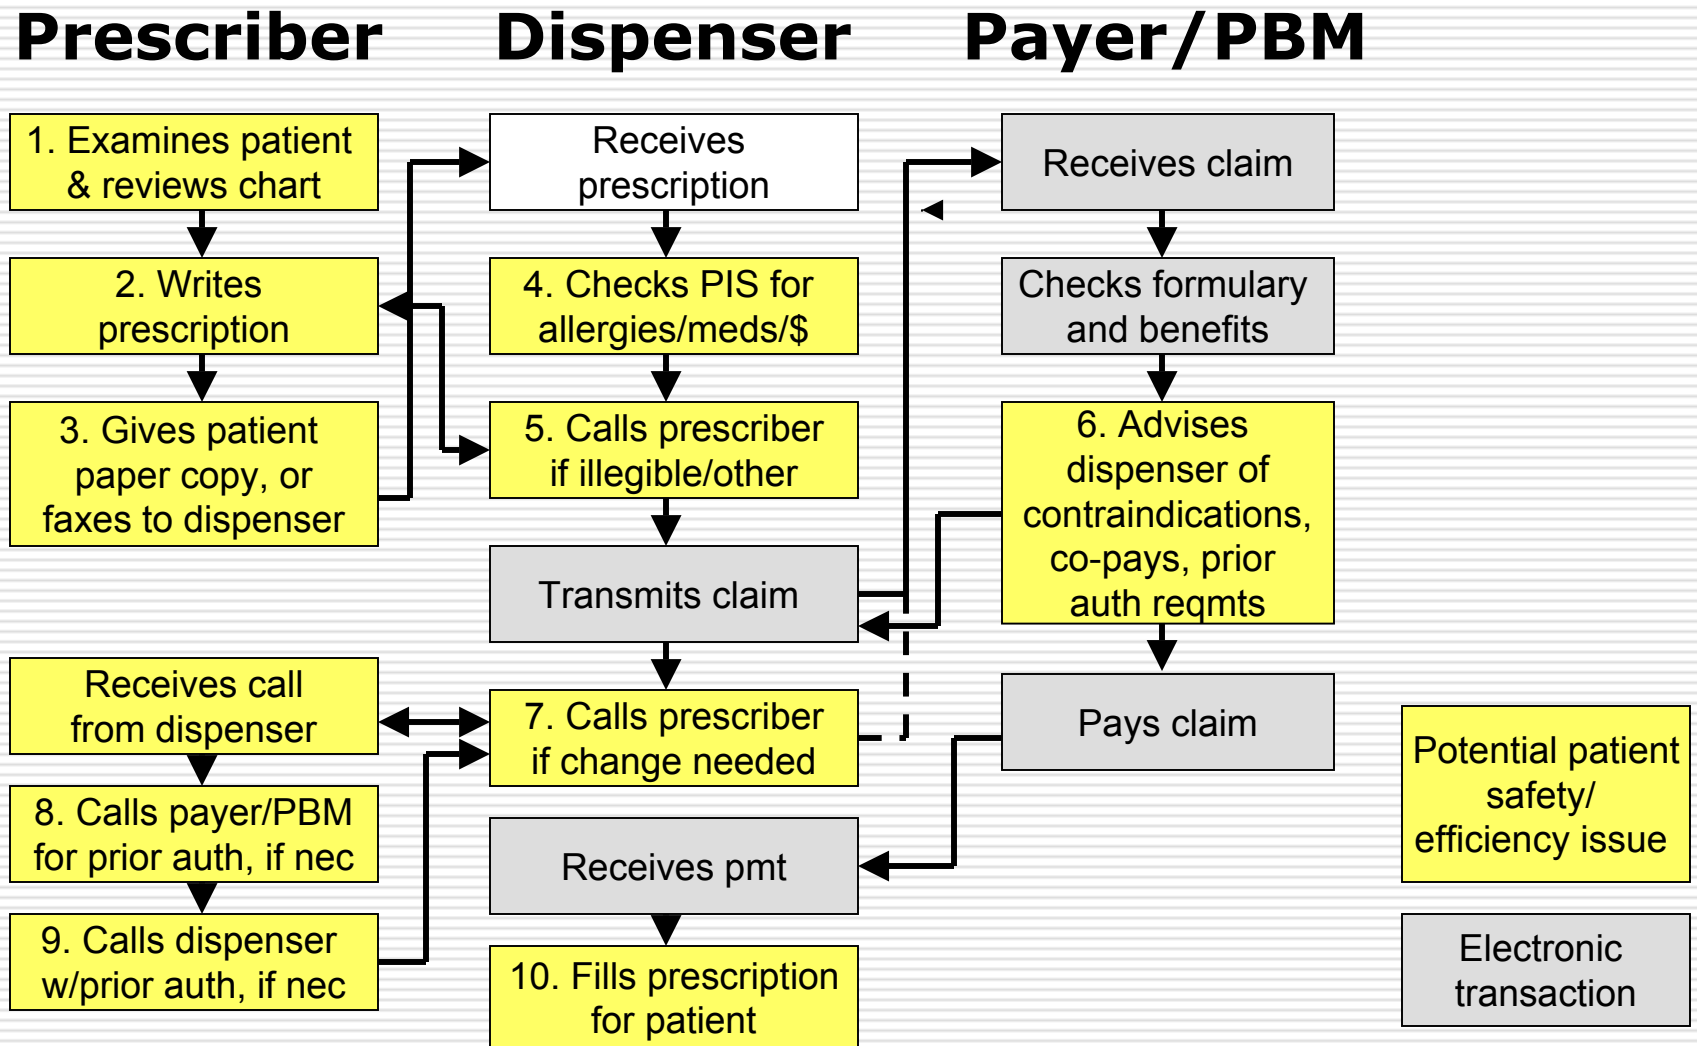 Prescriber
Dispenser
Payer/PBM
1. Examines patient
& reviews chart
2. Writes
prescription
3. Gives patient
paper copy, or
faxes to dispenser
Receives call
from dispenser
8. Calls payer/PBM
for prior auth, if nec
9. Calls dispenser
w/prior auth, if nec
Receives
prescription
4. Checks PIS for
allergies/meds/$
5. Calls prescriber
if illegible/other
Transmits claim
7. Calls prescriber
if change needed
Receives pmt
10. Fills prescription
for patient
Receives claim
Checks formulary
and benefits
6. Advises
dispenser of
contraindications,
co-pays, prior
auth reqmts
Pays claim
Potential patient
safety/
efficiency issue
Electronic
transaction